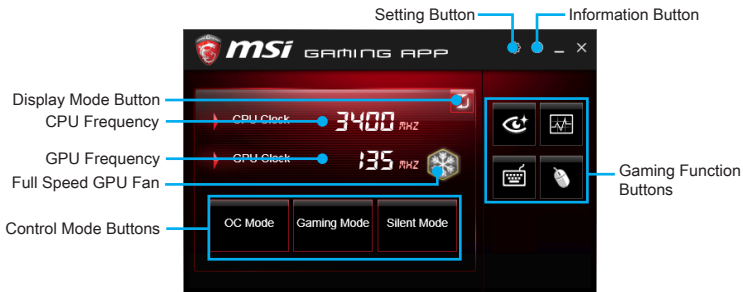 Setting Button
Information Button
msi GAMING APP
Display Mode Button
CPU Clock 3400 MHZ
CPU Frequency
GPU Frequency
GPU Clock 135 MHZ
Full Speed GPU Fan
Gaming Function
Buttons
Control Mode Buttons
OC Mode
Gaming Mode
Silent Mode